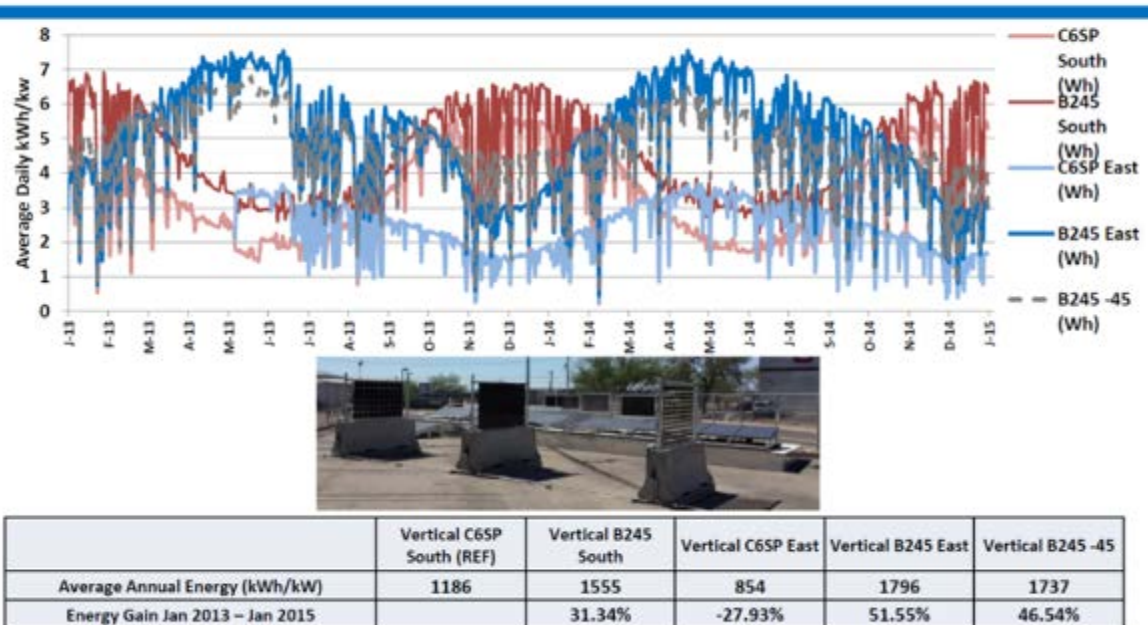 8
7
6
5
4
3
2
1
0
Average Daily kWh/kw
J-13
F-13
M-13
A-13
M-13
J-13
J-13
A-13
S-13
O-13
N-13
D-13
J-14
F-14
M-14
A-14
M-14
J-14
J-14
S-14
O-14
N-14
D-14
J-15
C6SP
South
(Wh)
B245
South
(Wh)
C6SP East
(Wh)
B245 East
(Wh)
B245 -45
(Wh)
Vertical C6SP South (REF)
Vertical B245 South
Vertical C6SP East
Vertical B245 East
Vertical B245 -45
Average Annual Energy (kWh/kW) 1186 1555 854 1796 1737
Energy Gain Jan 2013 – Jan 2015 31.34% -27.93% 51.55% 46.54%